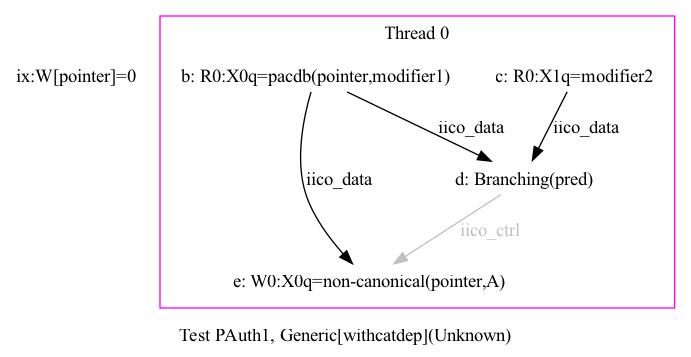 Thread 0
ix:W[pointer]=0
b: R0:X0q=pacdb(pointer,modifier1)
c: R0:X1q=modifier2
iico_data
iico_data
iico_data
d: Branching(pred)
iico_ctrl
e: W0:X0q=non-canonical(pointer,A)
Test PAuth1, Generic[withcatdep](Unknown)